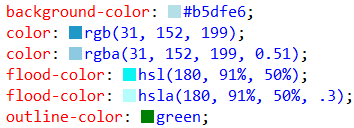 background-color: #b5dfe6;
color: rgb(31, 152, 199);
color: rgba(31, 152, 199, 0.51);
flood-color: hsl(180, 91%, 50%);
flood-color: hsla(180, 91%, 50%, .3);
outline-color: green;